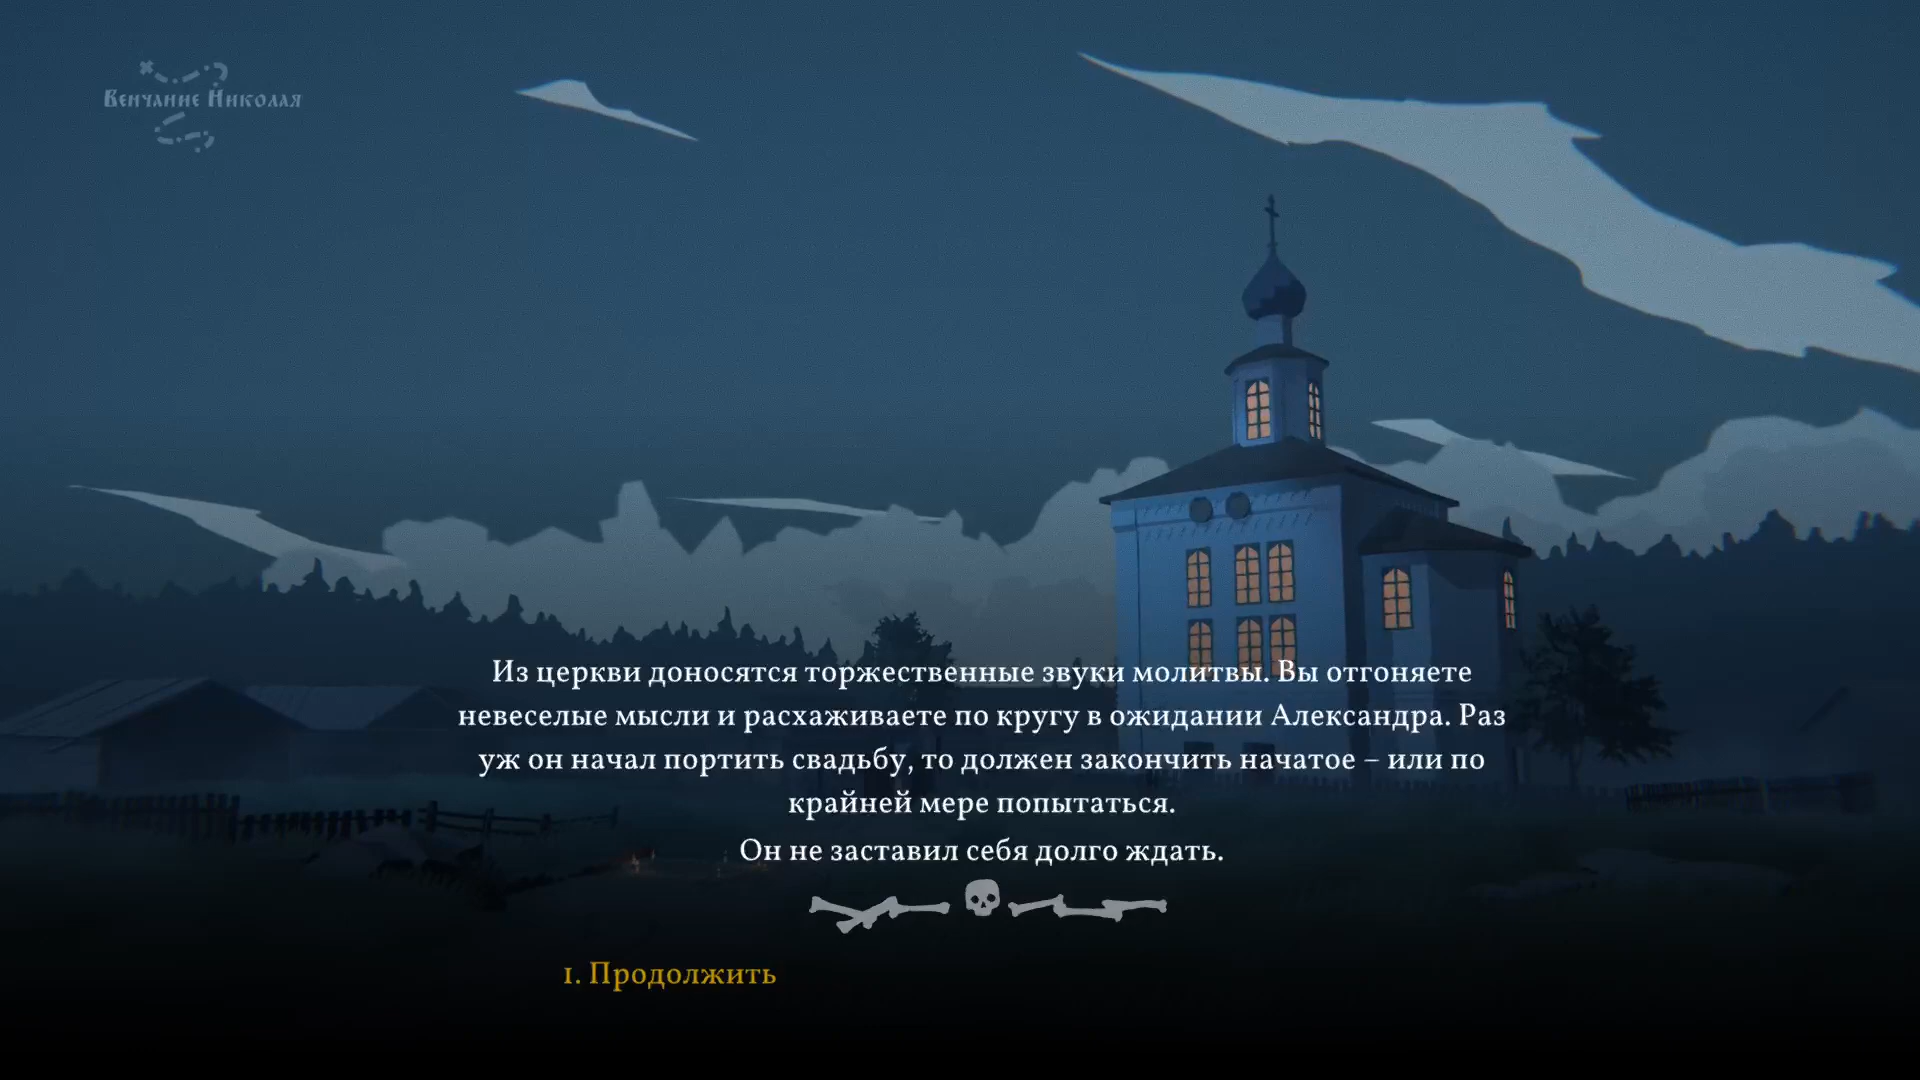 Венчание Николая
Из церкви доносятся торжественные звуки молитвы. Вы отгоняете
невеселые мысли и расхаживаете по кругу в ожидании Александра. Раз
уж он начал портить свадьбу, то должен закончить начатое – или по
крайней мере попытаться.
Он не заставил себя долго ждать.
1. Продолжить